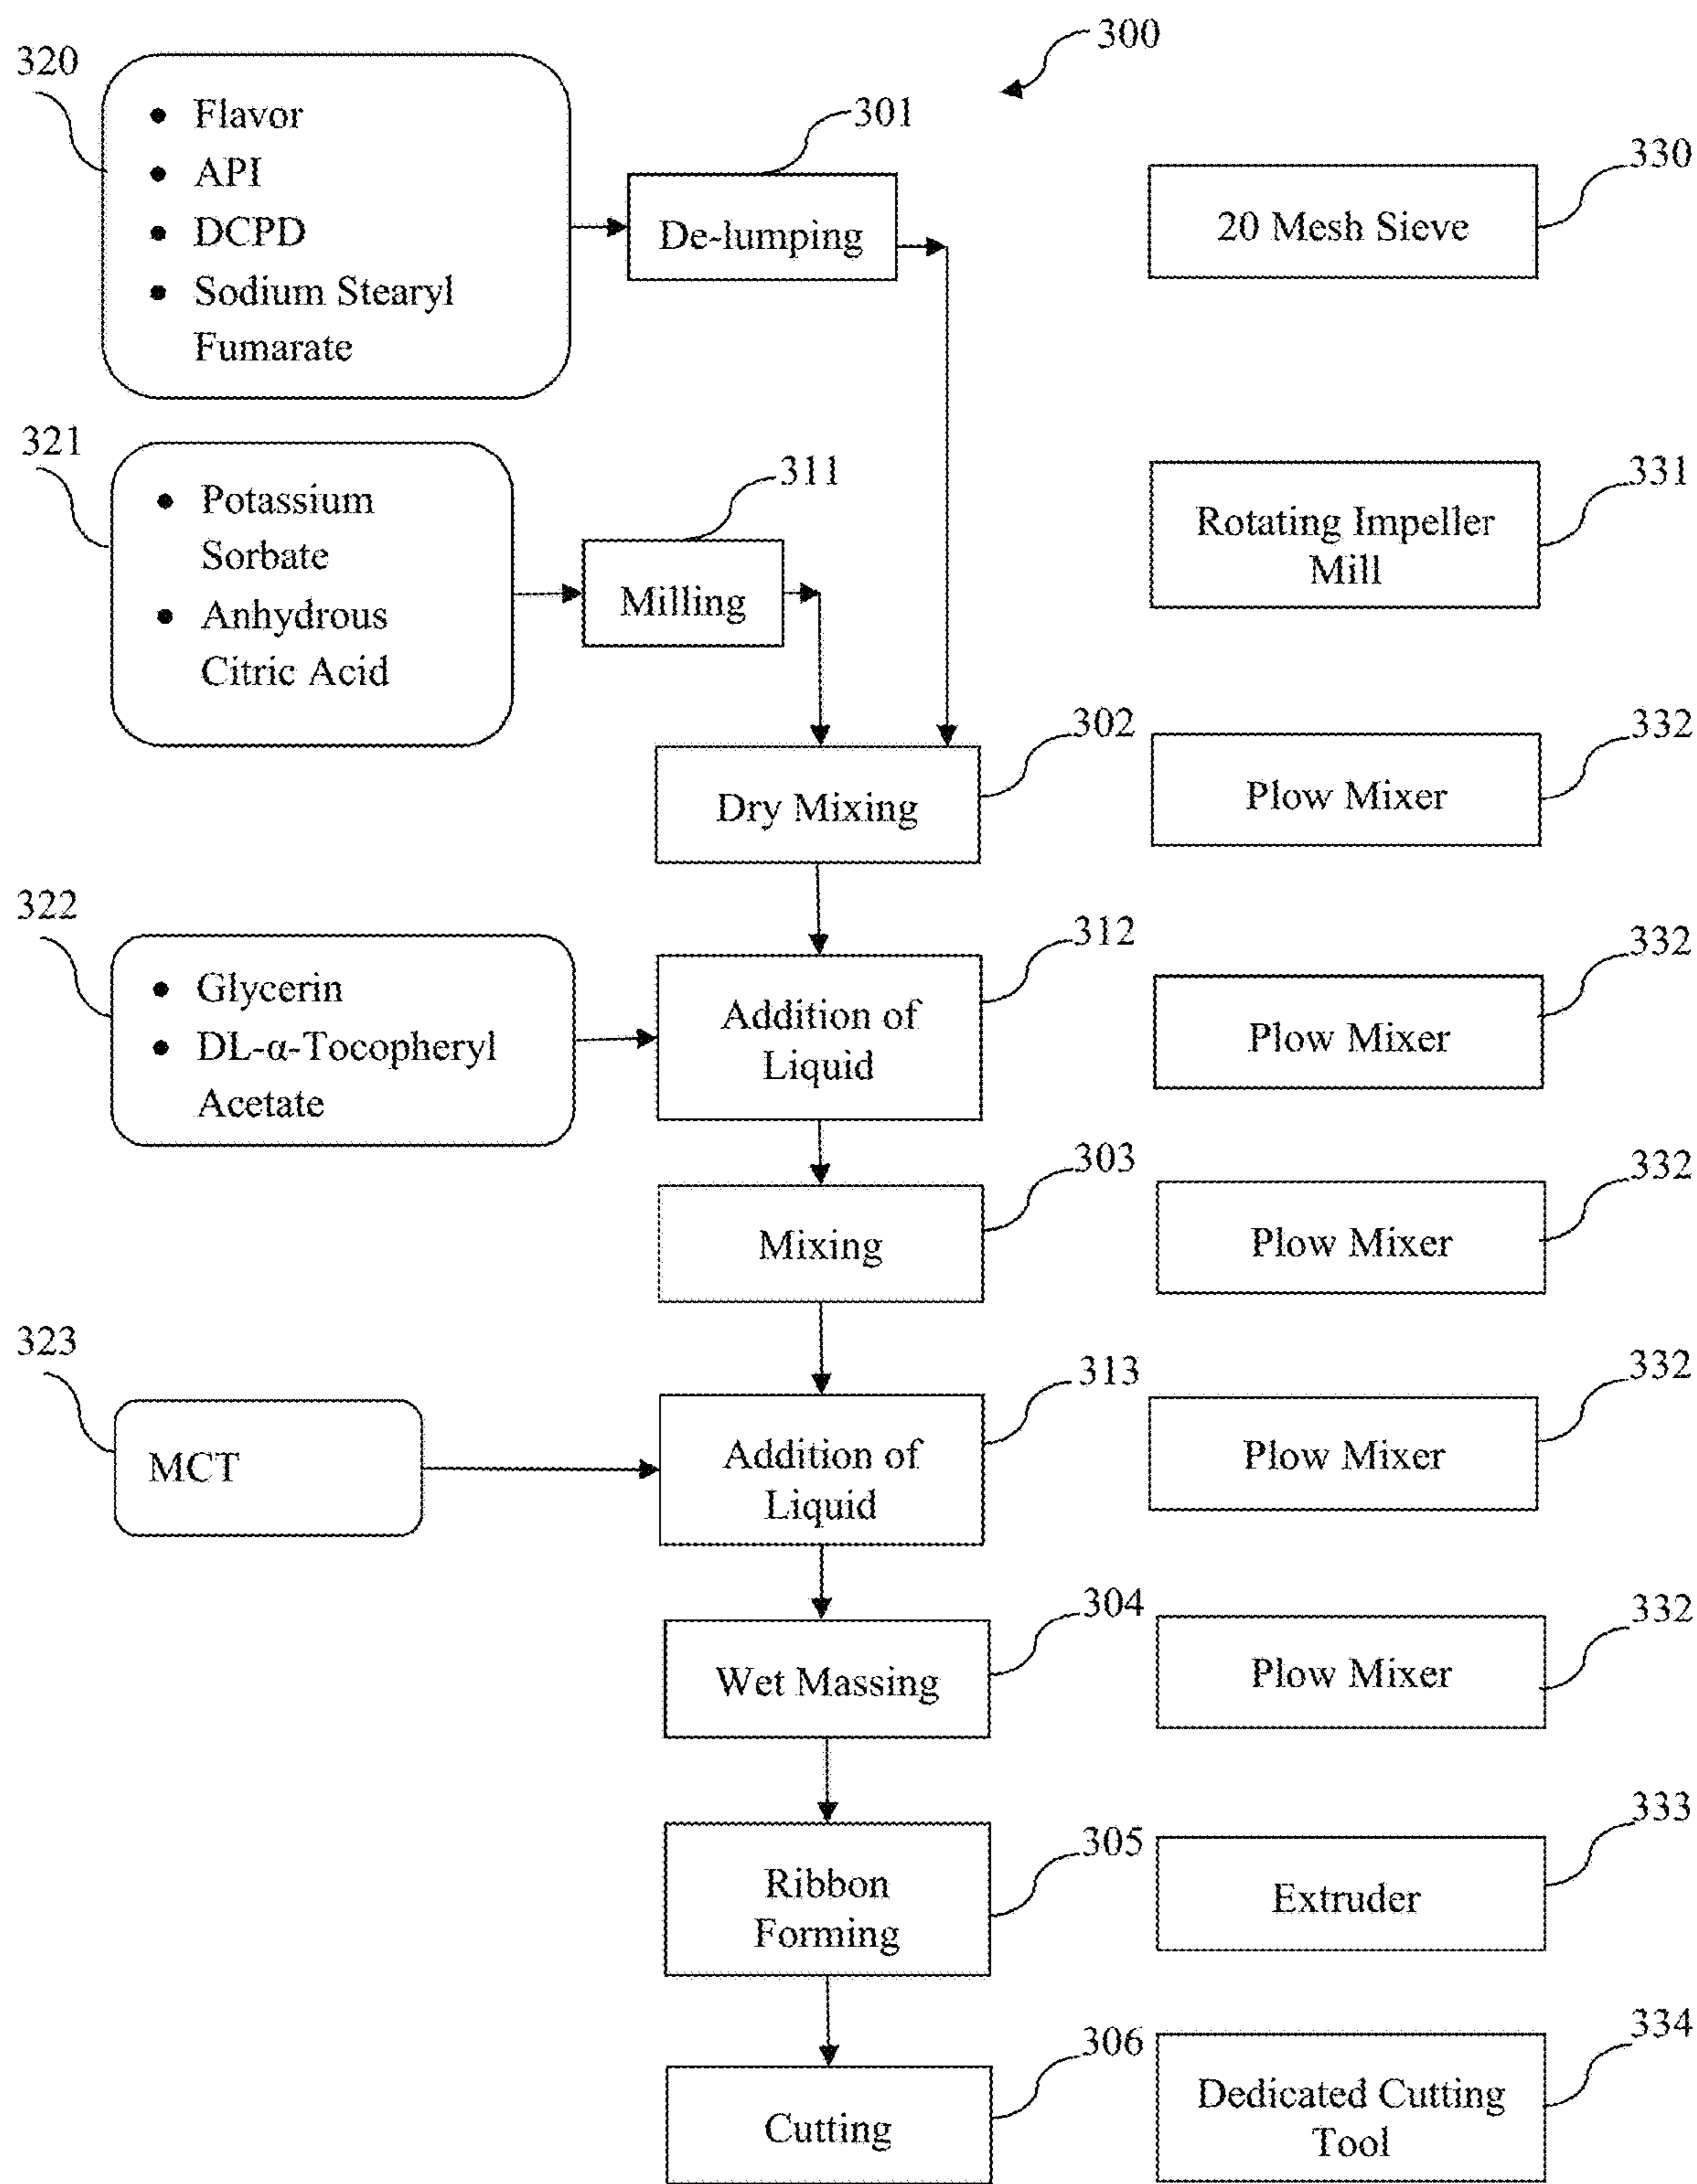 300
320
• Flavor
• API
• DCPD
• Sodium Stearyl
Fumarate
301
De-lumping
330
20 Mesh Sieve
321
• Potassium
Sorbate
• Anhydrous
Citric Acid
311
Milling
331
Rotating Impeller
Mill
302
Dry Mixing
332
Plow Mixer
322
• Glycerin
• DL-α-Tocopheryl
Acetate
312
Addition of
Liquid
332
Plow Mixer
303
Mixing
332
Plow Mixer
323
MCT
313
Addition of
Liquid
332
Plow Mixer
304
Wet Massing
332
Plow Mixer
305
Ribbon
Forming
333
Extruder
306
Cutting
334
Dedicated Cutting
Tool